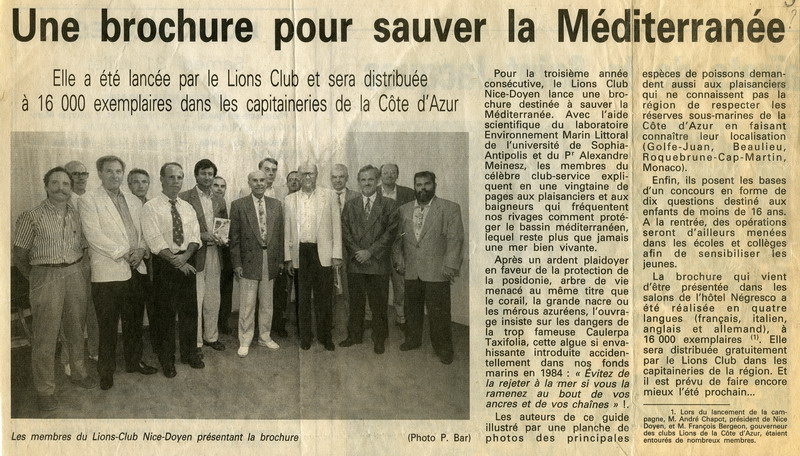 Une brochure pour sauver la Méditerranée
Elle a été lancée par le Lions Club et sera distribuée
à 16 000 exemplaires dans les capitaineries de la Côte d'Azur
Les membres du Lions-Club Nice-Doyen présentant la brochure
(Photo P. Bar)
Pour la troisième année
consécutive, le Lions Club
Nice-Doyen lance une bro-
chure destinée à sauver la
Méditerranée. Avec l'aide
scientifique du laboratoire
Environnement Marin Littoral
de l'université de Sophia-
Antipolis et du Pr Alexandre
Meinesz, les membres du
célèbre club-service expli-
quent en une vingtaine de
pages aux plaisanciers et aux
baigneurs qui fréquentent
nos rivages comment proté-
ger le bassin méditerranéen,
lequel reste plus que jamais
une mer bien vivante.
Après un ardent plaidoyer
en faveur de la protection de
la posidonie, arbre de vie
menacé au même titre que
le corail, la grande nacre ou
les mérous azuréens, l'ouvra-
ge insiste sur les dangers de
la trop fameuse Caulerpa
Taxifolia, cette algue si enva-
hissante introduite acciden-
tellement dans nos fonds
marins en 1984 : « Évitez de
la rejeter à la mer si vous la
ramenez au bout de vos
ancres et de vos chaînes » !.
Les auteurs de ce guide
illustré par une planche de
photos des principales
espèces de poissons deman-
dent aussi aux plaisanciers
qui ne connaissent pas la
région de respecter les
réserves sous-marines de la
Côte d'Azur en faisant
connaître leur localisation
(Golfe-Juan, Beaulieu,
Roquebrune-Cap-Martin,
Monaco).
Enfin, ils posent les bases
d'un concours en forme de
dix questions destiné aux
enfants de moins de 16 ans.
A la rentrée, des opérations
seront d'ailleurs menées
dans les écoles et collèges
afin de sensibiliser les
jeunes.
La brochure qui vient
d'être présentée dans les
salons de l'hôtel Négresco a
été réalisée en quatre
langues (français, italien,
anglais et allemand), à
16 000 exemplaires (1). Elle
sera distribuée gratuitement
par le Lions Club dans les
capitaineries de la région. Et
il est prévu de faire encore
mieux l'été prochain...
1. Lors du lancement de la cam-
pagne, M. André Chapot, président de Nice
Doyen, et M. François Bergeon, gouverneur
des clubs Lions de la Côte d'Azur, étaient
entourés de nombreux membres.